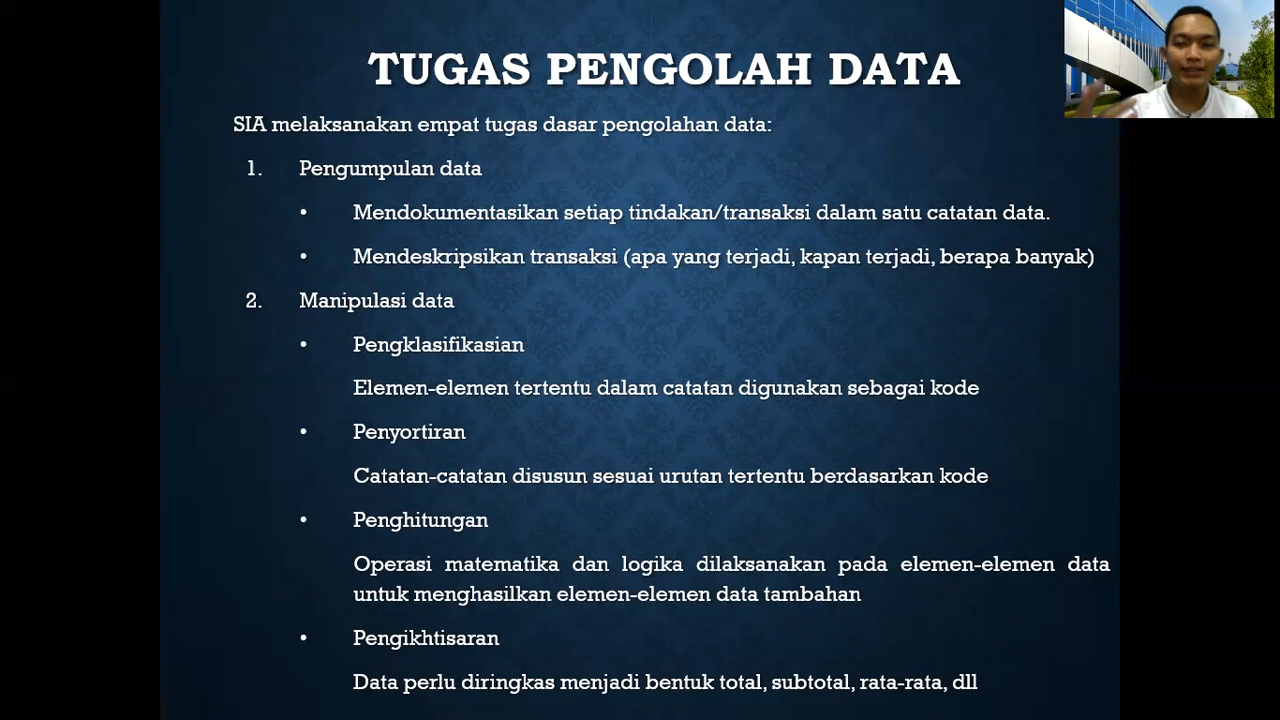 TUGAS PENGOLAH DATA
SIA melaksanakan empat tugas dasar pengolahan data:
1. Pengumpulan data
• Mendokumentasikan setiap tindakan/transaksi dalam satu catatan data.
• Mendeskripsikan transaksi (apa yang terjadi, kapan terjadi, berapa banyak)
2. Manipulasi data
• Pengklasifikasian
Elemen-elemen tertentu dalam catatan digunakan sebagai kode
• Penyortiran
Catatan-catatan disusun sesuai urutan tertentu berdasarkan kode
• Penghitungan
Operasi matematika dan logika dilaksanakan pada elemen-elemen data
untuk menghasilkan elemen-elemen data tambahan
• Pengikhtisaran
Data perlu diringkas menjadi bentuk total, subtotal, rata-rata, dll